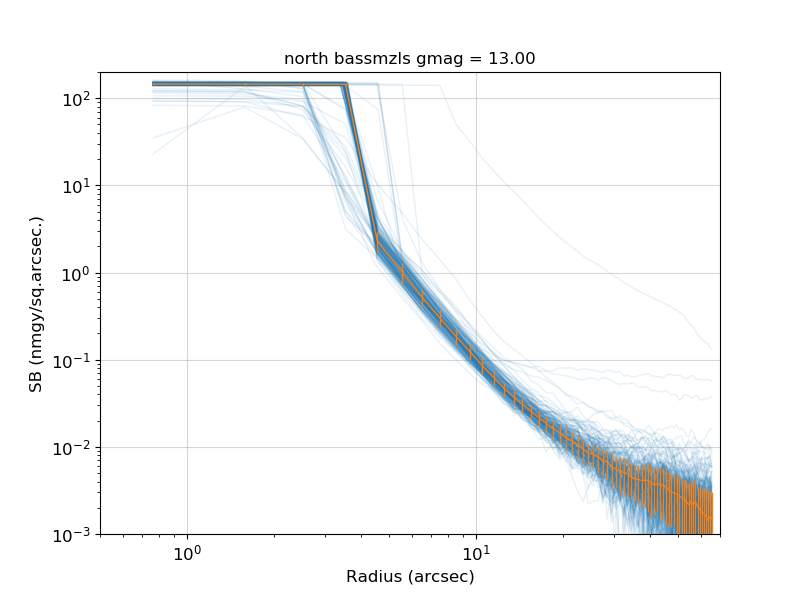 north bassmzls gmag = 13.00
SB (nmgy/sq.arcsec.)
10²
10¹
10⁰
10⁻¹
10⁻²
10⁻³
10⁰ 10¹
Radius (arcsec)